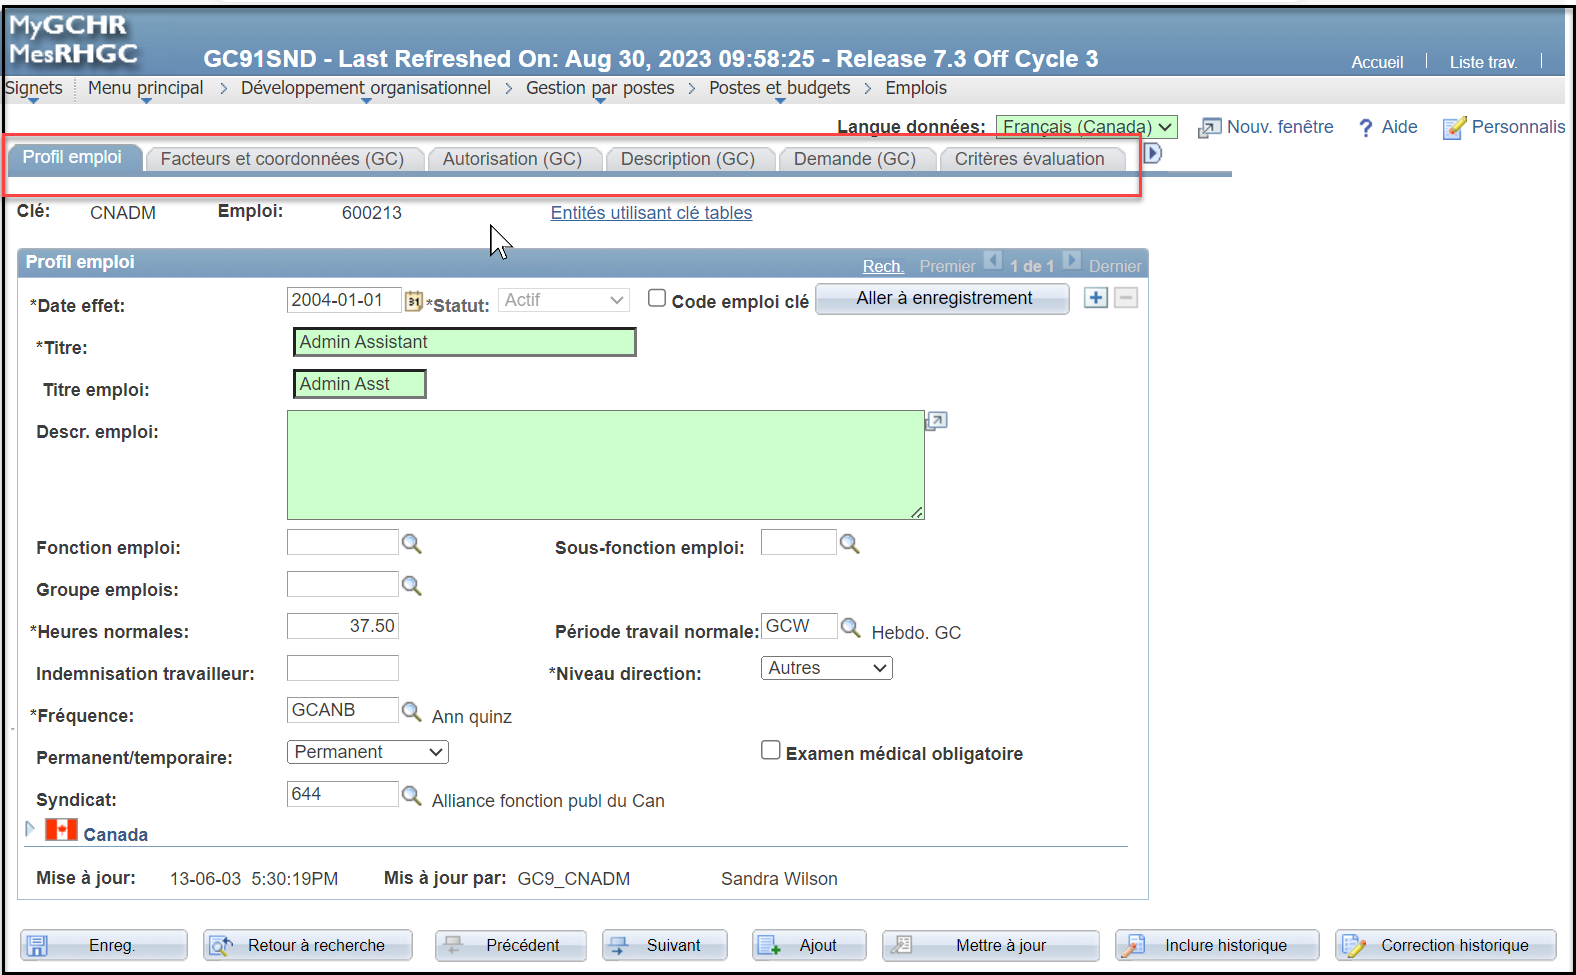 MyGCHR
MesRHGC
GC91SND - Last Refreshed On: Aug 30, 2023 09:58:25 - Release 7.3 Off Cycle 3
Accueil | Liste trav. |
Signets Menu principal > Développement organisationnel > Gestion par postes > Postes et budgets > Emplois
Langue données: Français (Canada) Nouv. fenêtre ? Aide Personnalis
Profil emploi Facteurs et coordonnées (GC) Autorisation (GC) Description (GC) Demande (GC) Critères évaluation
Clé: CNADM Emploi: 600213 Entités utilisant clé tables
Profil emploi Rech. Premier 1 de 1 Dernier
*Date effet: 2004-01-01 31 *Statut: Actif Code emploi clé Aller à enregistrement + −
*Titre: Admin Assistant
Titre emploi: Admin Asst
Descr. emploi:
Fonction emploi: Sous-fonction emploi:
Groupe emplois:
*Heures normales: 37.50 Période travail normale: GCW Hebdo. GC
Indemnisation travailleur: *Niveau direction: Autres
*Fréquence: GCANB Ann quinz
Permanent/temporaire: Permanent Examen médical obligatoire
Syndicat: 644 Alliance fonction publ du Can
Canada
Mise à jour: 13-06-03 5:30:19PM Mis à jour par: GC9_CNADM Sandra Wilson
Enreg. Retour à recherche Précédent Suivant Ajout Mettre à jour Inclure historique Correction historique